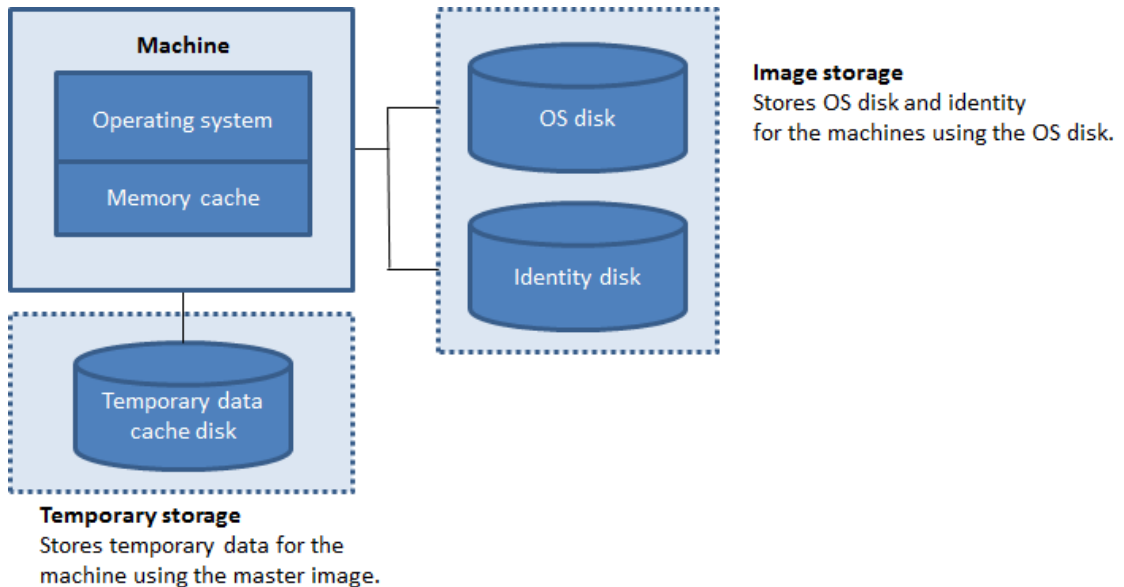 Machine
Operating system
Memory cache
OS disk
Identity disk
Image storage
Stores OS disk and identity
for the machines using the OS disk.
Temporary data
cache disk
Temporary storage
Stores temporary data for the
machine using the master image.